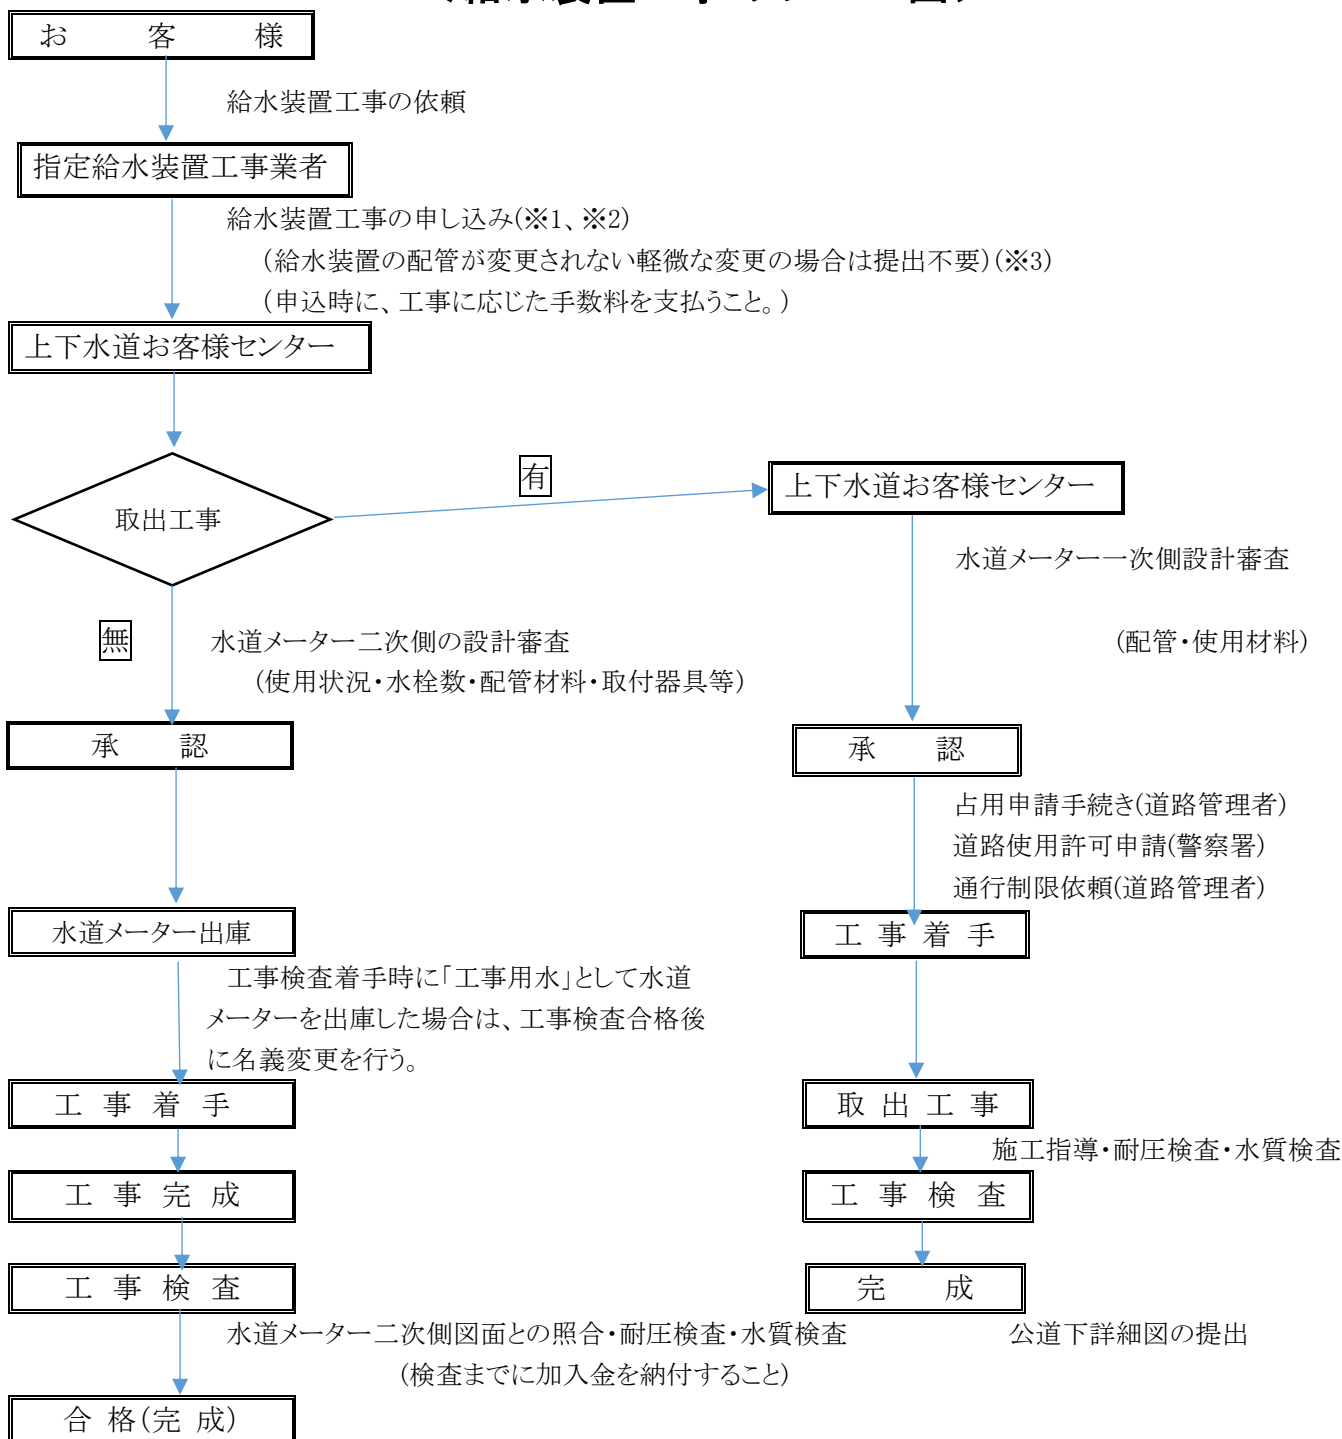 お　客　様
給水装置工事の依頼
指定給水装置工事業者
給水装置工事の申し込み(※1、※2)
(給水装置の配管が変更されない軽微な変更の場合は提出不要)(※3)
(申込時に、工事に応じた手数料を支払うこと。)
上下水道お客様センター
取出工事
有
上下水道お客様センター
水道メーター一次側設計審査
(配管・使用材料)
無
水道メーター二次側の設計審査
(使用状況・水栓数・配管材料・取付器具等)
承　認
承　認
占用申請手続き(道路管理者)
道路使用許可申請(警察署)
通行制限依頼(道路管理者)
水道メーター出庫
工 事 着 手
工事検査着手時に「工事用水」として水道
メーターを出庫した場合は、工事検査合格後
に名義変更を行う。
工 事 着 手
取 出 工 事
施工指導・耐圧検査・水質検査
工 事 完 成
工 事 検 査
工 事 検 査
完　成
水道メーター二次側図面との照合・耐圧検査・水質検査
公道下詳細図の提出
(検査までに加入金を納付すること)
合 格(完 成)